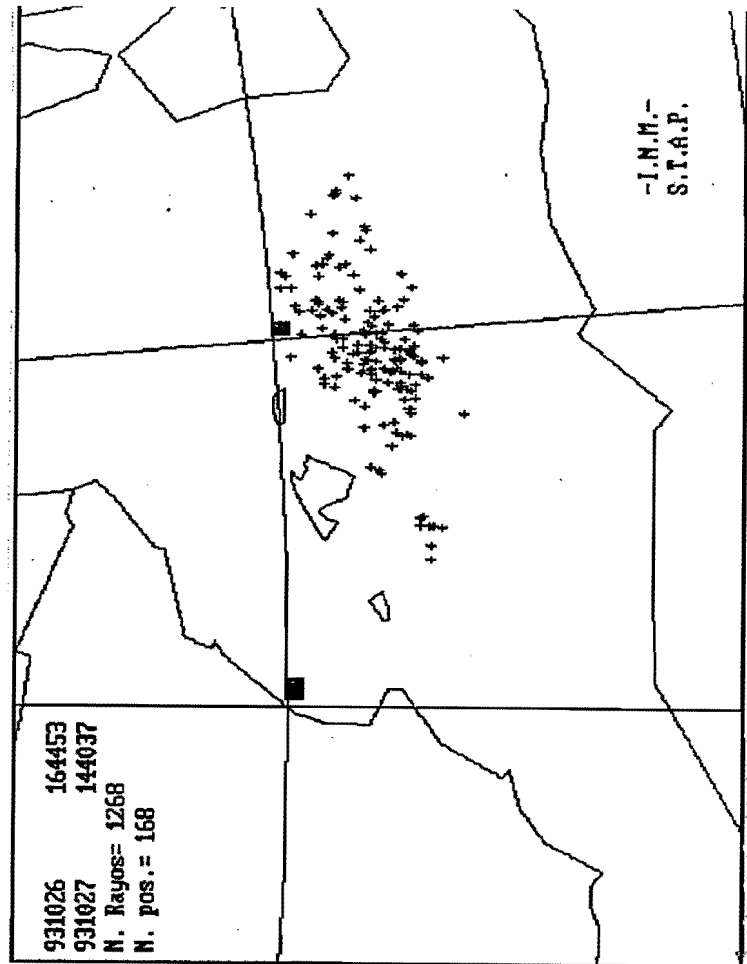 931026 164453
931027 144037
N. Rayos= 1268
N. pos.= 168
-I.N.M.-
S.T.A.P.